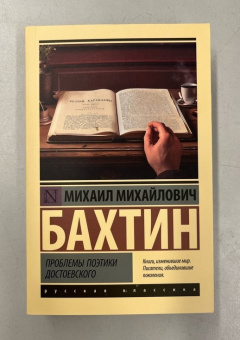 МИХАИЛ МИХАЙЛОВИЧ
БАХТИН
ПРОБЛЕМЫ ПОЭТИКИ
ДОСТОЕВСКОГО
Книги, изменившие мир.
Писатели, объединившие
поколения.
русская классика